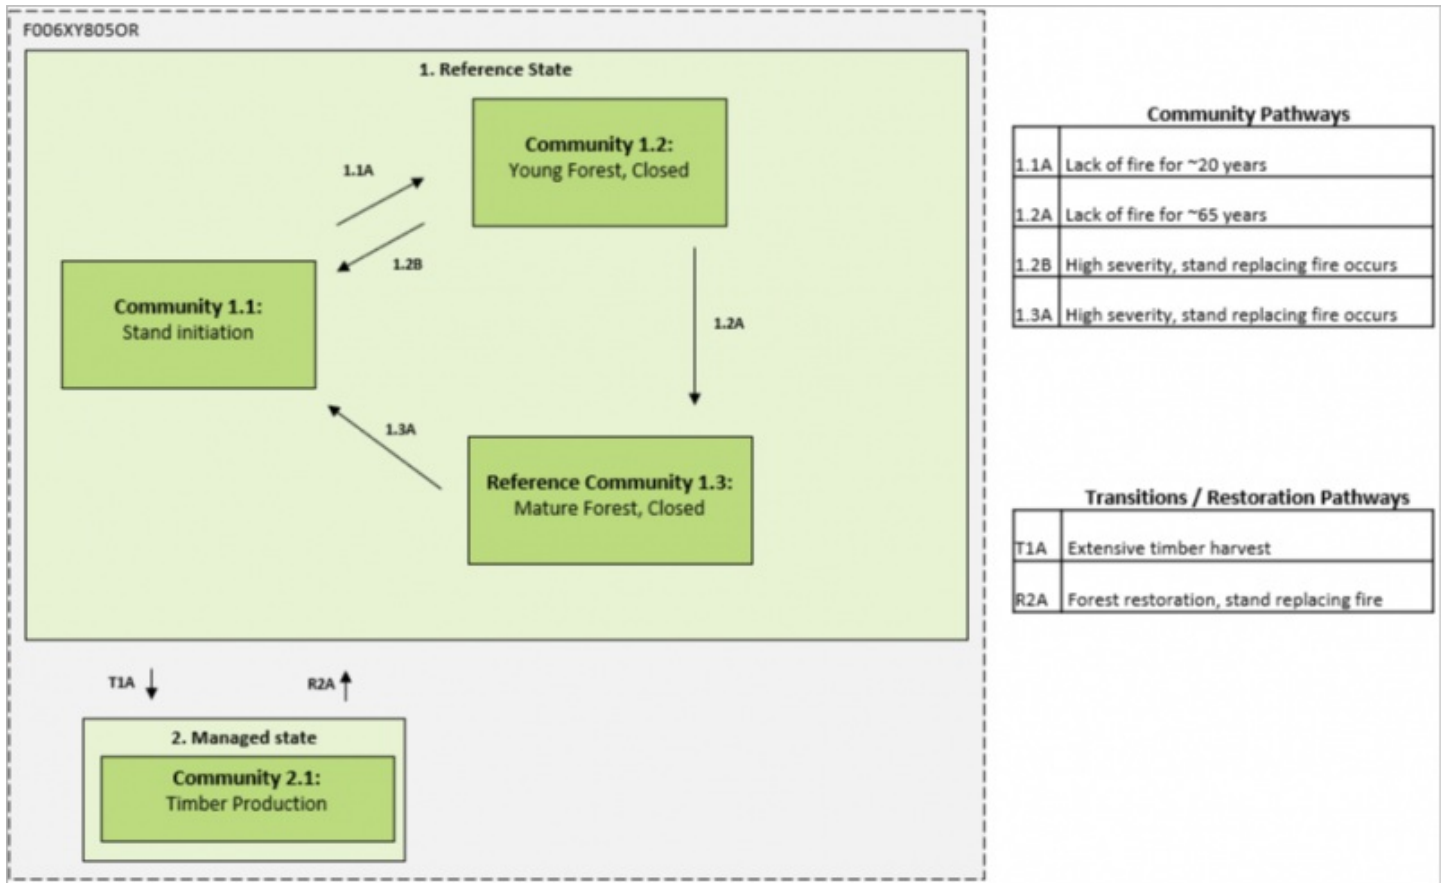 F006XY805OR
1. Reference State
Community 1.2:
Young Forest, Closed
1.1A
1.2B
Community 1.1:
Stand initiation
1.2A
1.3A
Reference Community 1.3:
Mature Forest, Closed
T1A
R2A
2. Managed state
Community 2.1:
Timber Production
Community Pathways
1.1A Lack of fire for ~20 years
1.2A Lack of fire for ~65 years
1.2B High severity, stand replacing fire occurs
1.3A High severity, stand replacing fire occurs
Transitions / Restoration Pathways
T1A Extensive timber harvest
R2A Forest restoration, stand replacing fire